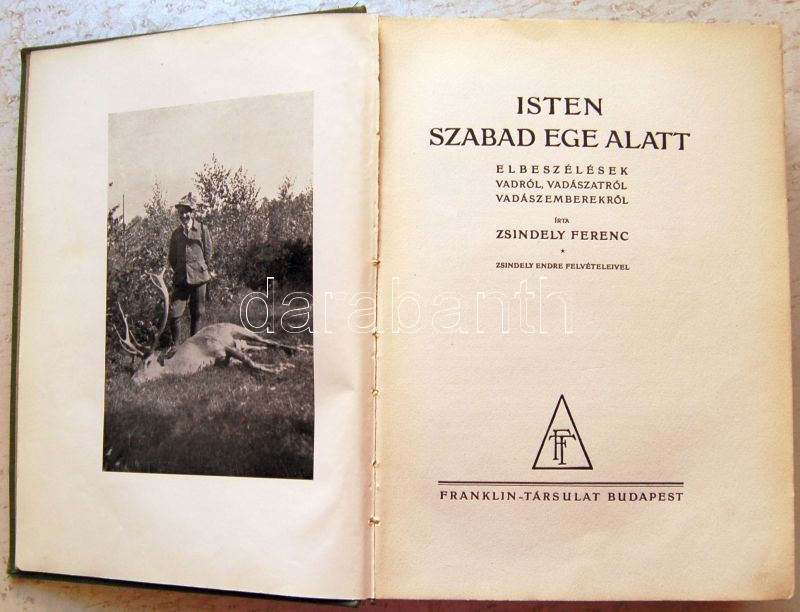 ISTEN
SZABAD EGE ALATT
ELBESZÉLÉSEK
VADRÓL, VADÁSZATRÓL
VADÁSZEMBEREKRŐL
ÍRTA
ZSINDELY FERENC
*
ZSINDELY ENDRE FELVÉTELEIVEL
darabanth
FT
FRANKLIN-TÁRSULAT BUDAPEST